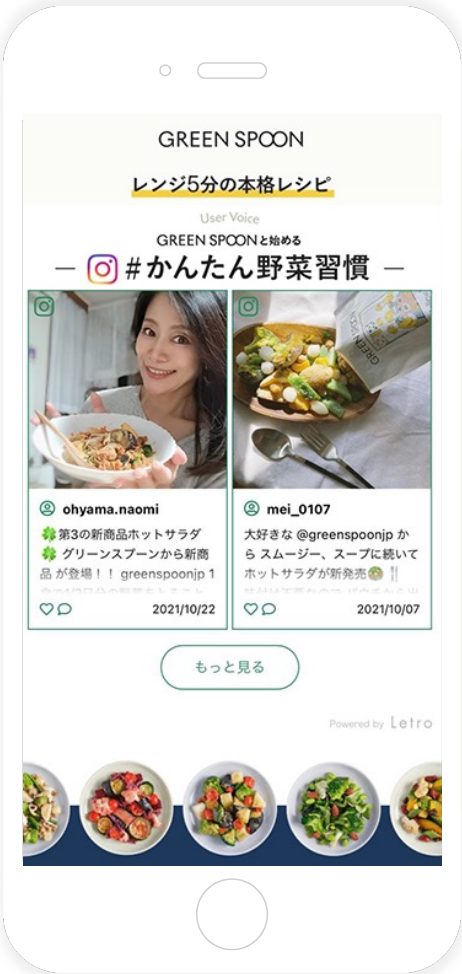 GREEN SPOON
レンジ5分の本格レシピ
User Voice
GREEN SPOONと始める
#かんたん野菜習慣
ohyama.naomi
🍀第3の新商品ホットサラダ
🍀 グリーンスプーンから新商
品 が登場！！ greenspoonjp 1
2021/10/22
mei_0107
大好きな @greenspoonjp か
ら スムージー、スープに続いて
ホットサラダが新発売🥗🍴
2021/10/07
もっと見る
Powered by Letro